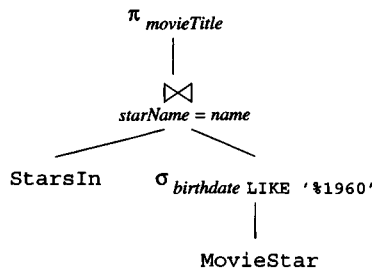 π movieTitle
⋈
starName = name
StarsIn
σ birthdate LIKE '%1960'
MovieStar